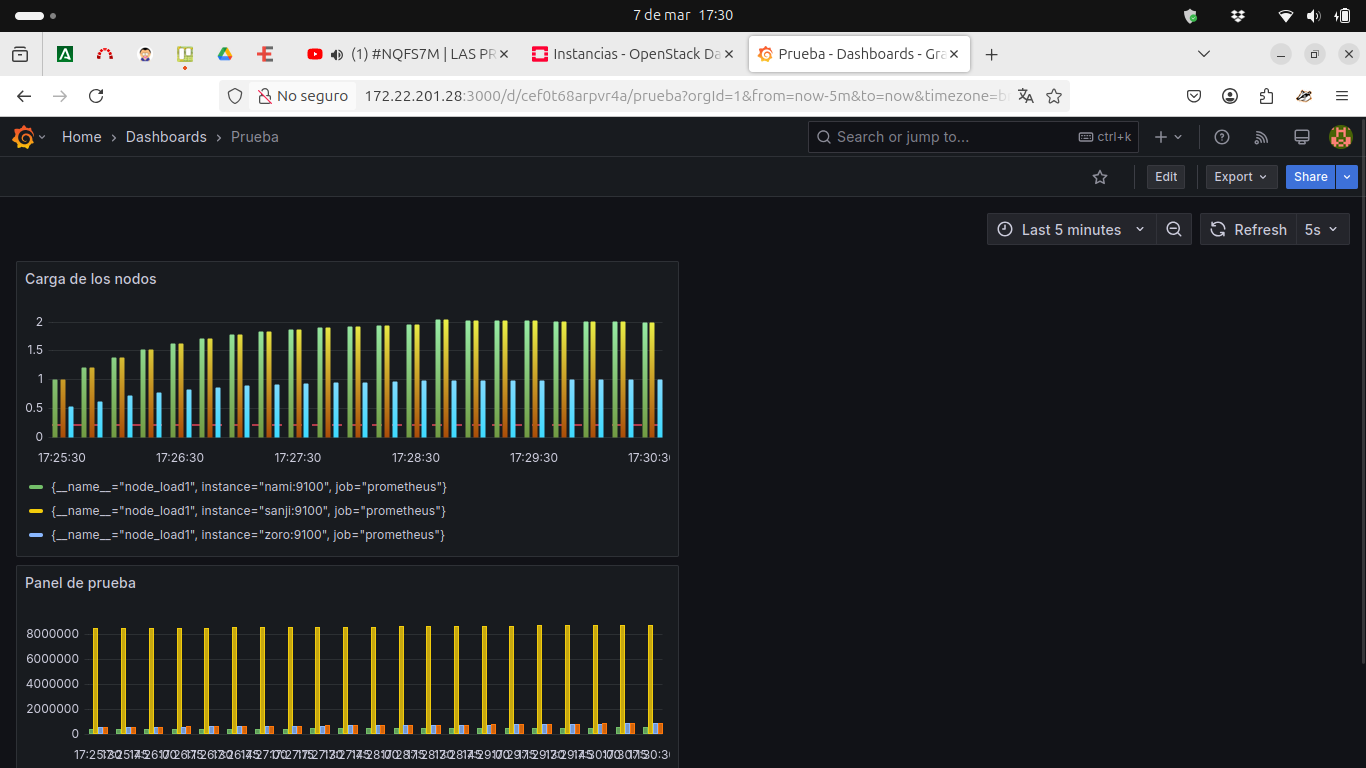 7 de mar 17:30
(1) #NQFS7M | LAS PR
Instancias - OpenStack Da
Prueba - Dashboards - Gra
No seguro
172.22.201.28:3000/d/cef0t68arpvr4a/prueba?orgId=1&from=now-5m&to=now&timezone=b
Home › Dashboards › Prueba
Search or jump to...
ctrl+k
Edit
Export
Share
Last 5 minutes
Refresh
5s
Carga de los nodos
2
1.5
1
0.5
0
17:25:30 17:26:30 17:27:30 17:28:30 17:29:30 17:30:30
{__name__="node_load1", instance="nami:9100", job="prometheus"}
{__name__="node_load1", instance="sanji:9100", job="prometheus"}
{__name__="node_load1", instance="zoro:9100", job="prometheus"}
Panel de prueba
8000000
6000000
4000000
2000000
0